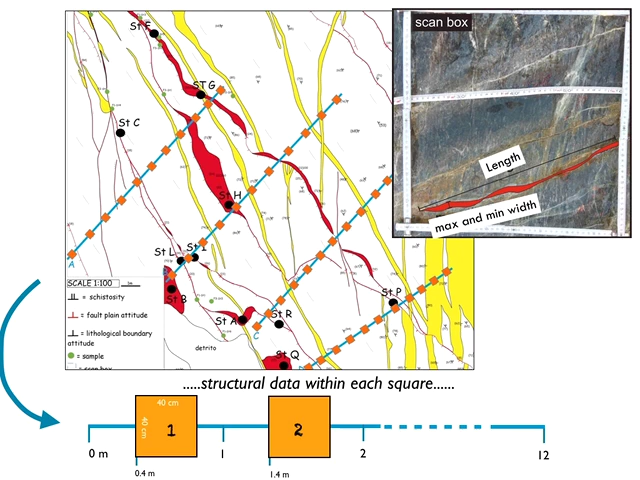 scan box
St F
ST G
St C
Length
max and min width
St H
St L
St I
A
SCALE 1:100
= schistosity
St B
St P
= fault plain attitude
St A
St R
C
= lithological boundary
attitude
detrito
= sample
St Q
= scan box
.....structural data within each square......
40 cm
40 cm
1
2
0 m
1
2
12
0.4 m
1.4 m